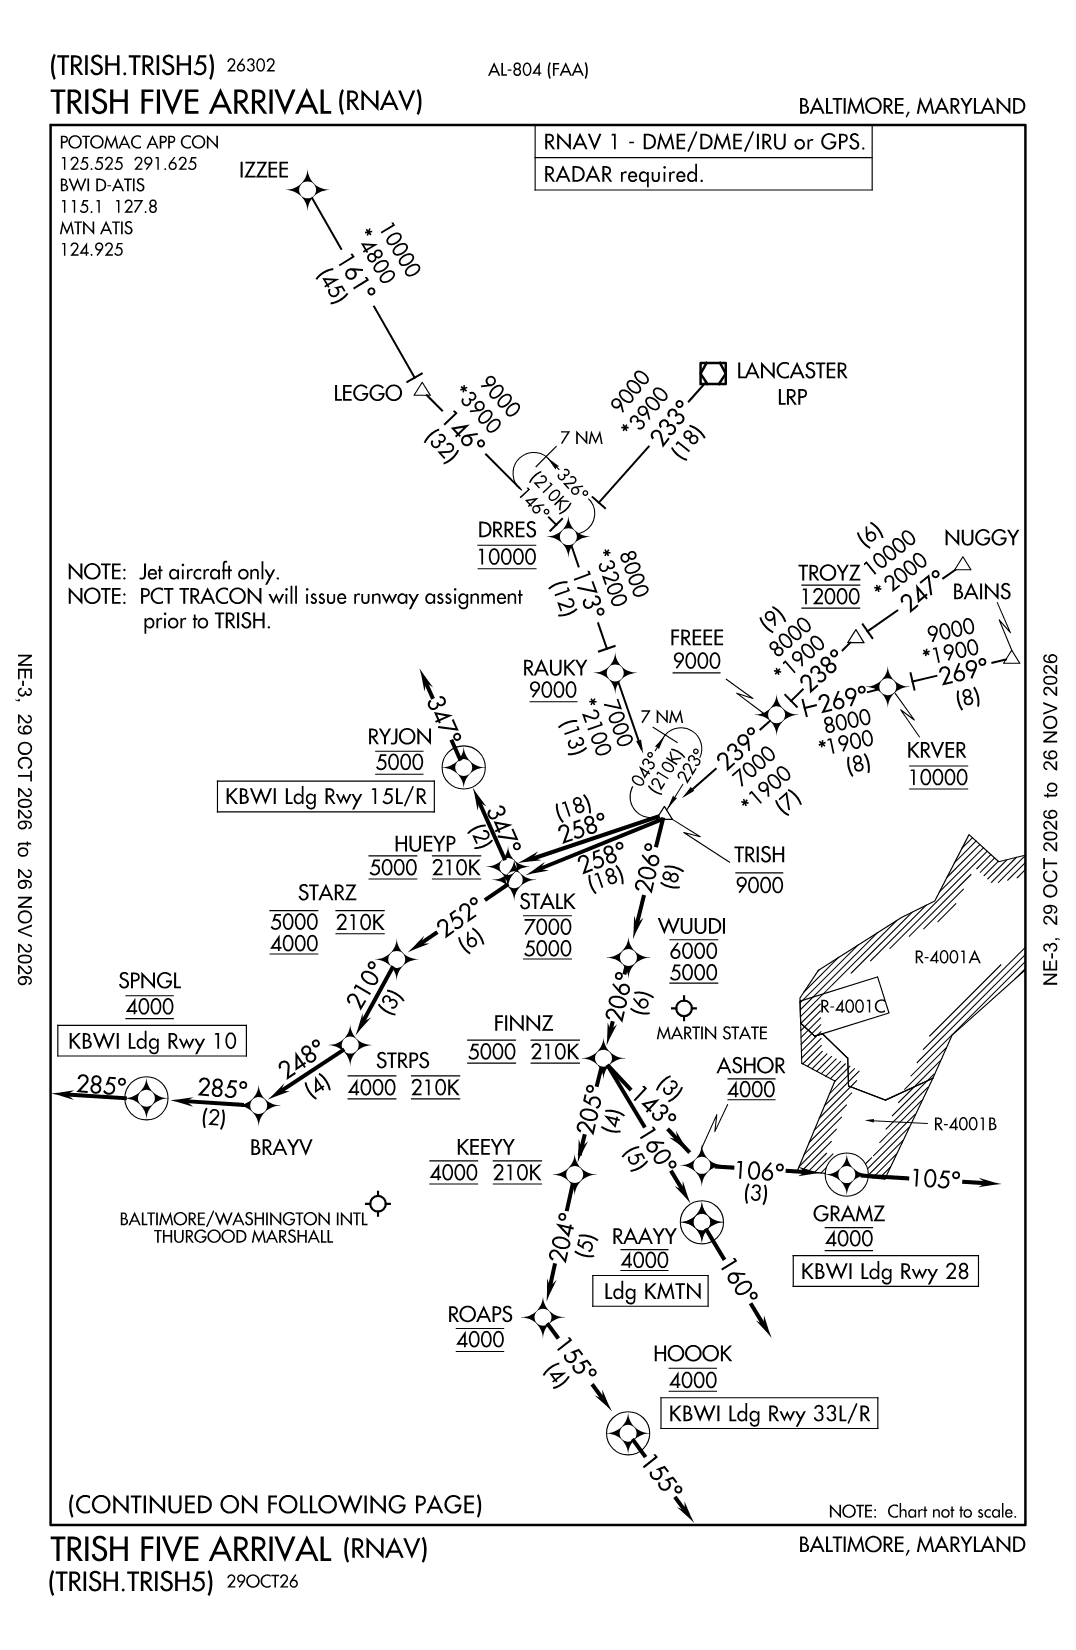 (TRISH.TRISH5) 26302
AL-804 (FAA)
TRISH FIVE ARRIVAL (RNAV)
BALTIMORE, MARYLAND
POTOMAC APP CON
125.525 291.625
BWI D-ATIS
115.1 127.8
MTN ATIS
124.925
RNAV 1 - DME/DME/IRU or GPS.
RADAR required.
IZZEE
10000
*4800
161°
(45)
LEGGO
9000
*3900
146°
(32)
LANCASTER
LRP
9000
*3900
233°
(18)
7 NM
326°
(210K)
146°
DRRES
10000
8000
*3200
173°
(12)
NOTE: Jet aircraft only.
NOTE: PCT TRACON will issue runway assignment
prior to TRISH.
NUGGY
(6)
10000
*2000
247°
TROYZ
12000
BAINS
9000
*1900
269°
(8)
(9)
8000
*1900
238°
FREEE
9000
269°
8000
*1900
(8)
KRVER
10000
RAUKY
9000
7000
*2100
(13)
7 NM
043°
(210K)
223°
239°
7000
*1900
(7)
347°
RYJON
5000
KBWI Ldg Rwy 15L/R
347°
(2)
(18)
258°
258°
(18)
HUEYP
5000 210K
TRISH
9000
206°
(8)
STARZ
5000 210K
4000
252°
(6)
STALK
7000
5000
WUUDI
6000
5000
R-4001A
R-4001C
R-4001B
SPNGL
4000
KBWI Ldg Rwy 10
210°
(3)
206°
(6)
MARTIN STATE
FINNZ
5000 210K
248°
(4)
STRPS
4000 210K
ASHOR
4000
(3)
143°
285°
285°
(2)
BRAYV
205°
(4)
160°
(5)
KEEYY
4000 210K
106°
(3)
105°
GRAMZ
4000
KBWI Ldg Rwy 28
BALTIMORE/WASHINGTON INTL
THURGOOD MARSHALL
204°
(5)
RAAYY
4000
Ldg KMTN
160°
ROAPS
4000
155°
(4)
HOOOK
4000
KBWI Ldg Rwy 33L/R
155°
(CONTINUED ON FOLLOWING PAGE)
NOTE: Chart not to scale.
TRISH FIVE ARRIVAL (RNAV)
BALTIMORE, MARYLAND
(TRISH.TRISH5) 29OCT26
NE-3, 29 OCT 2026 to 26 NOV 2026
NE-3, 29 OCT 2026 to 26 NOV 2026